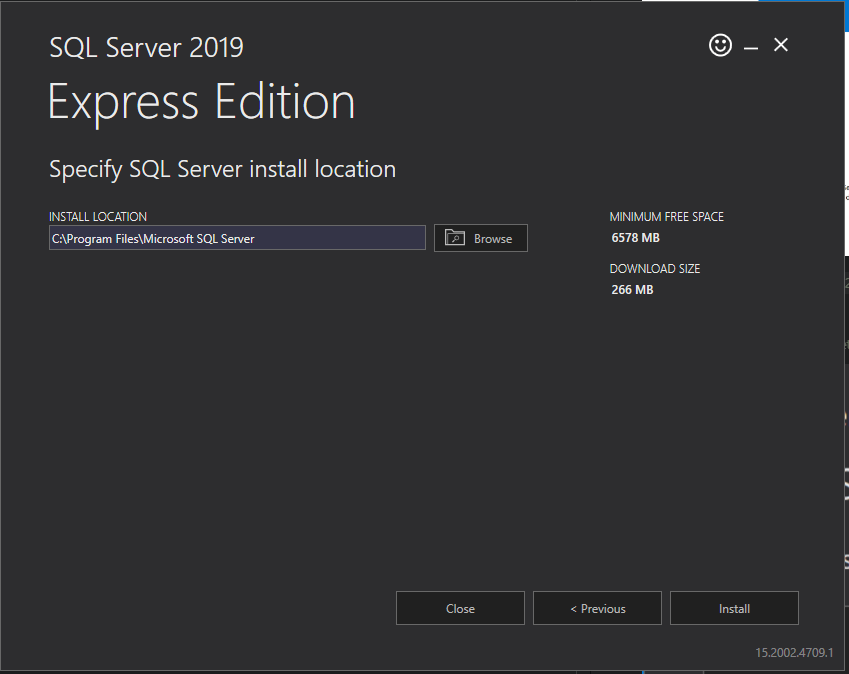 SQL Server 2019
Express Edition
Specify SQL Server install location
INSTALL LOCATION
C:\Program Files\Microsoft SQL Server
Browse
MINIMUM FREE SPACE
6578 MB
DOWNLOAD SIZE
266 MB
Close
< Previous
Install
15.2002.4709.1